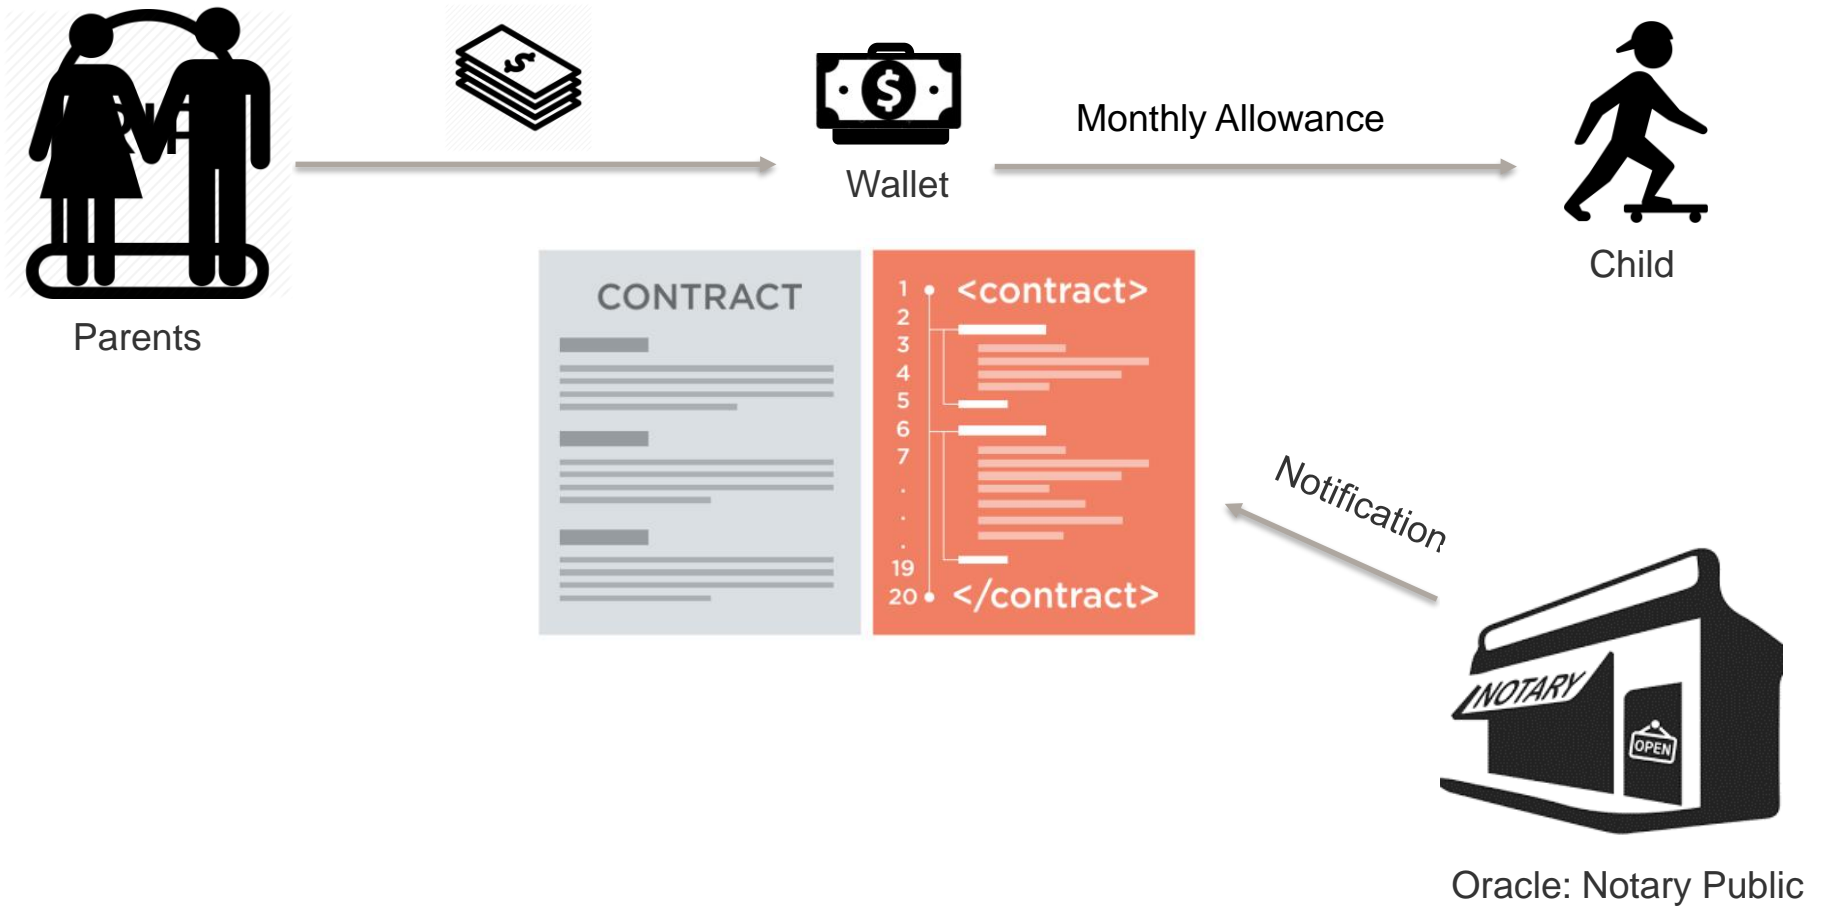 RIP
$
$
Monthly Allowance
Wallet
Child
Parents
CONTRACT
1 <contract>
2
3
4
5
6
7
.
.
.
19
20 </contract>
Notification
NOTARY
OPEN
Oracle: Notary Public